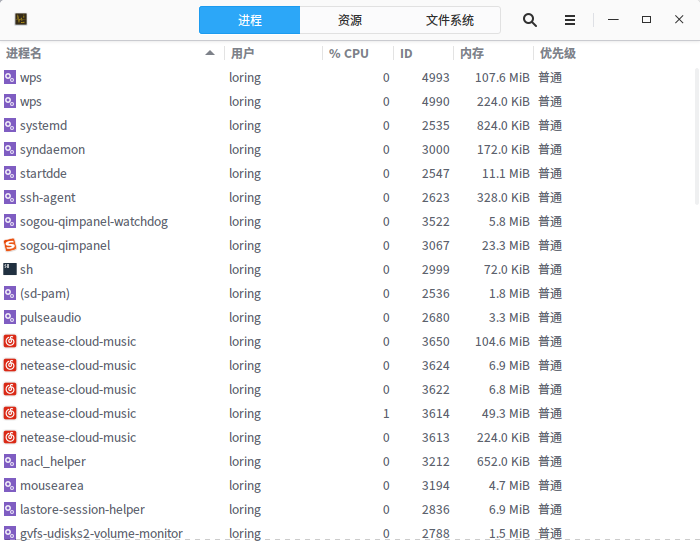 进程 资源 文件系统
进程名 用户 % CPU ID 内存 优先级
wps loring 0 4993 107.6 MiB 普通
wps loring 0 4990 224.0 KiB 普通
systemd loring 0 2535 824.0 KiB 普通
syndaemon loring 0 3000 172.0 KiB 普通
startdde loring 0 2547 11.1 MiB 普通
ssh-agent loring 0 2623 328.0 KiB 普通
sogou-qimpanel-watchdog loring 0 3522 5.8 MiB 普通
sogou-qimpanel loring 0 3067 23.3 MiB 普通
sh loring 0 2999 72.0 KiB 普通
(sd-pam) loring 0 2536 1.8 MiB 普通
pulseaudio loring 0 2680 3.3 MiB 普通
netease-cloud-music loring 0 3650 104.6 MiB 普通
netease-cloud-music loring 0 3624 6.9 MiB 普通
netease-cloud-music loring 0 3622 6.8 MiB 普通
netease-cloud-music loring 1 3614 49.3 MiB 普通
netease-cloud-music loring 0 3613 224.0 KiB 普通
nacl_helper loring 0 3212 652.0 KiB 普通
mousearea loring 0 3194 4.7 MiB 普通
lastore-session-helper loring 0 2836 6.9 MiB 普通
gvfs-udisks2-volume-monitor loring 0 2788 1.5 MiB 普通